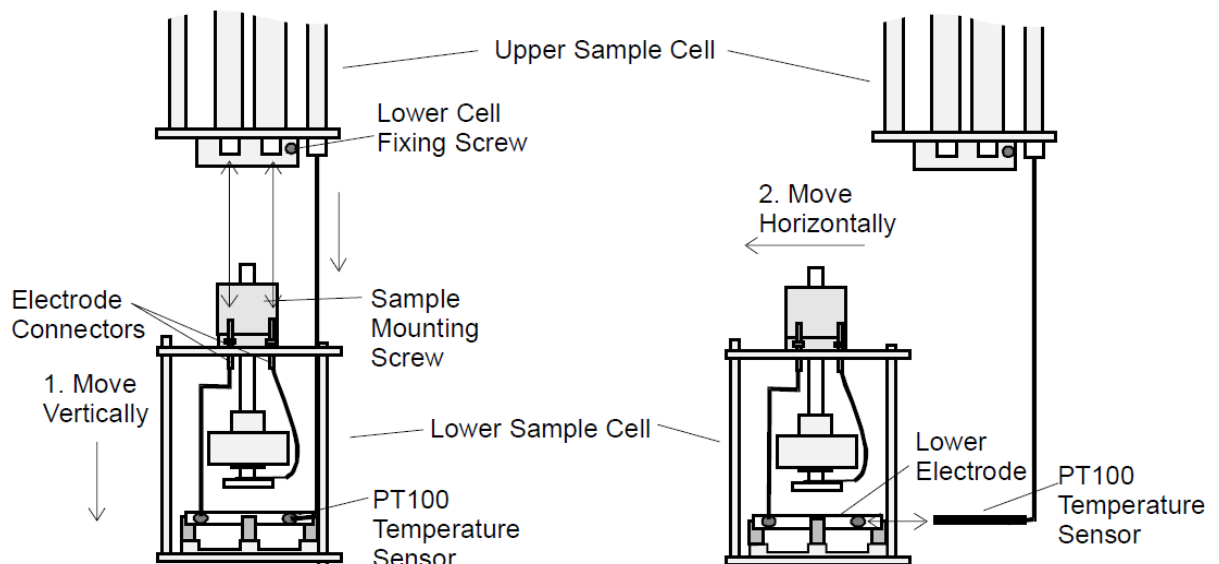 Upper Sample Cell
Lower Cell
Fixing Screw
2. Move
Horizontally
Electrode
Connectors
Sample
Mounting
Screw
1. Move
Vertically
Lower Sample Cell
Lower
Electrode
PT100
Temperature
Sensor
PT100
Temperature
Sensor